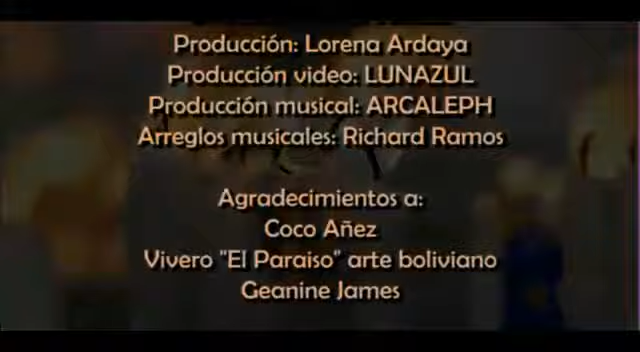 Producción: Lorena Ardaya
Producción video: LUNAZUL
Producción musical: ARCALEPH
Arreglos musicales: Richard Ramos
Agradecimientos a:
Coco Añez
Vivero "El Paraiso" arte boliviano
Geanine James